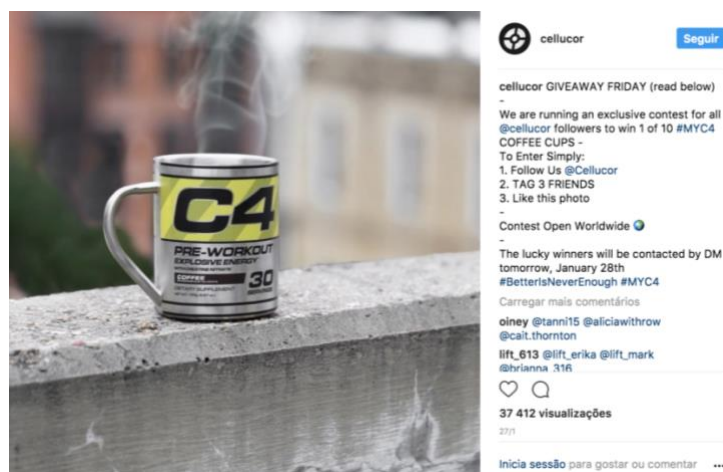 C4
PRE-WORKOUT
EXPLOSIVE ENERGY
COFFEE
30
DIETARY SUPPLEMENT
cellucor
Seguir
cellucor GIVEAWAY FRIDAY (read below)
-
We are running an exclusive contest for all
@cellucor followers to win 1 of 10 #MYC4
COFFEE CUPS -
To Enter Simply:
1. Follow Us @Cellucor
2. TAG 3 FRIENDS
3. Like this photo
-
Contest Open Worldwide 🌎
-
The lucky winners will be contacted by DM
tomorrow, January 28th
#BetterIsNeverEnough #MYC4
Carregar mais comentários
oiney @tanni15 @aliciawithrow
@cait.thornton
lift_613 @lift_erika @lift_mark
@brianna_316
37 412 visualizações
27/1
Inicia sessão para gostar ou comentar